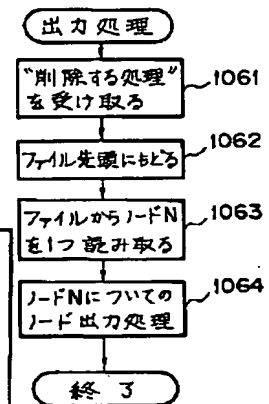 出力処理
"削除する処理"
を受け取る
1061
ファイル先頭にもどる
1062
ファイルからノードN
を1つ読み取る
1063
ノードNについての
ノード出力処理
1064
終了